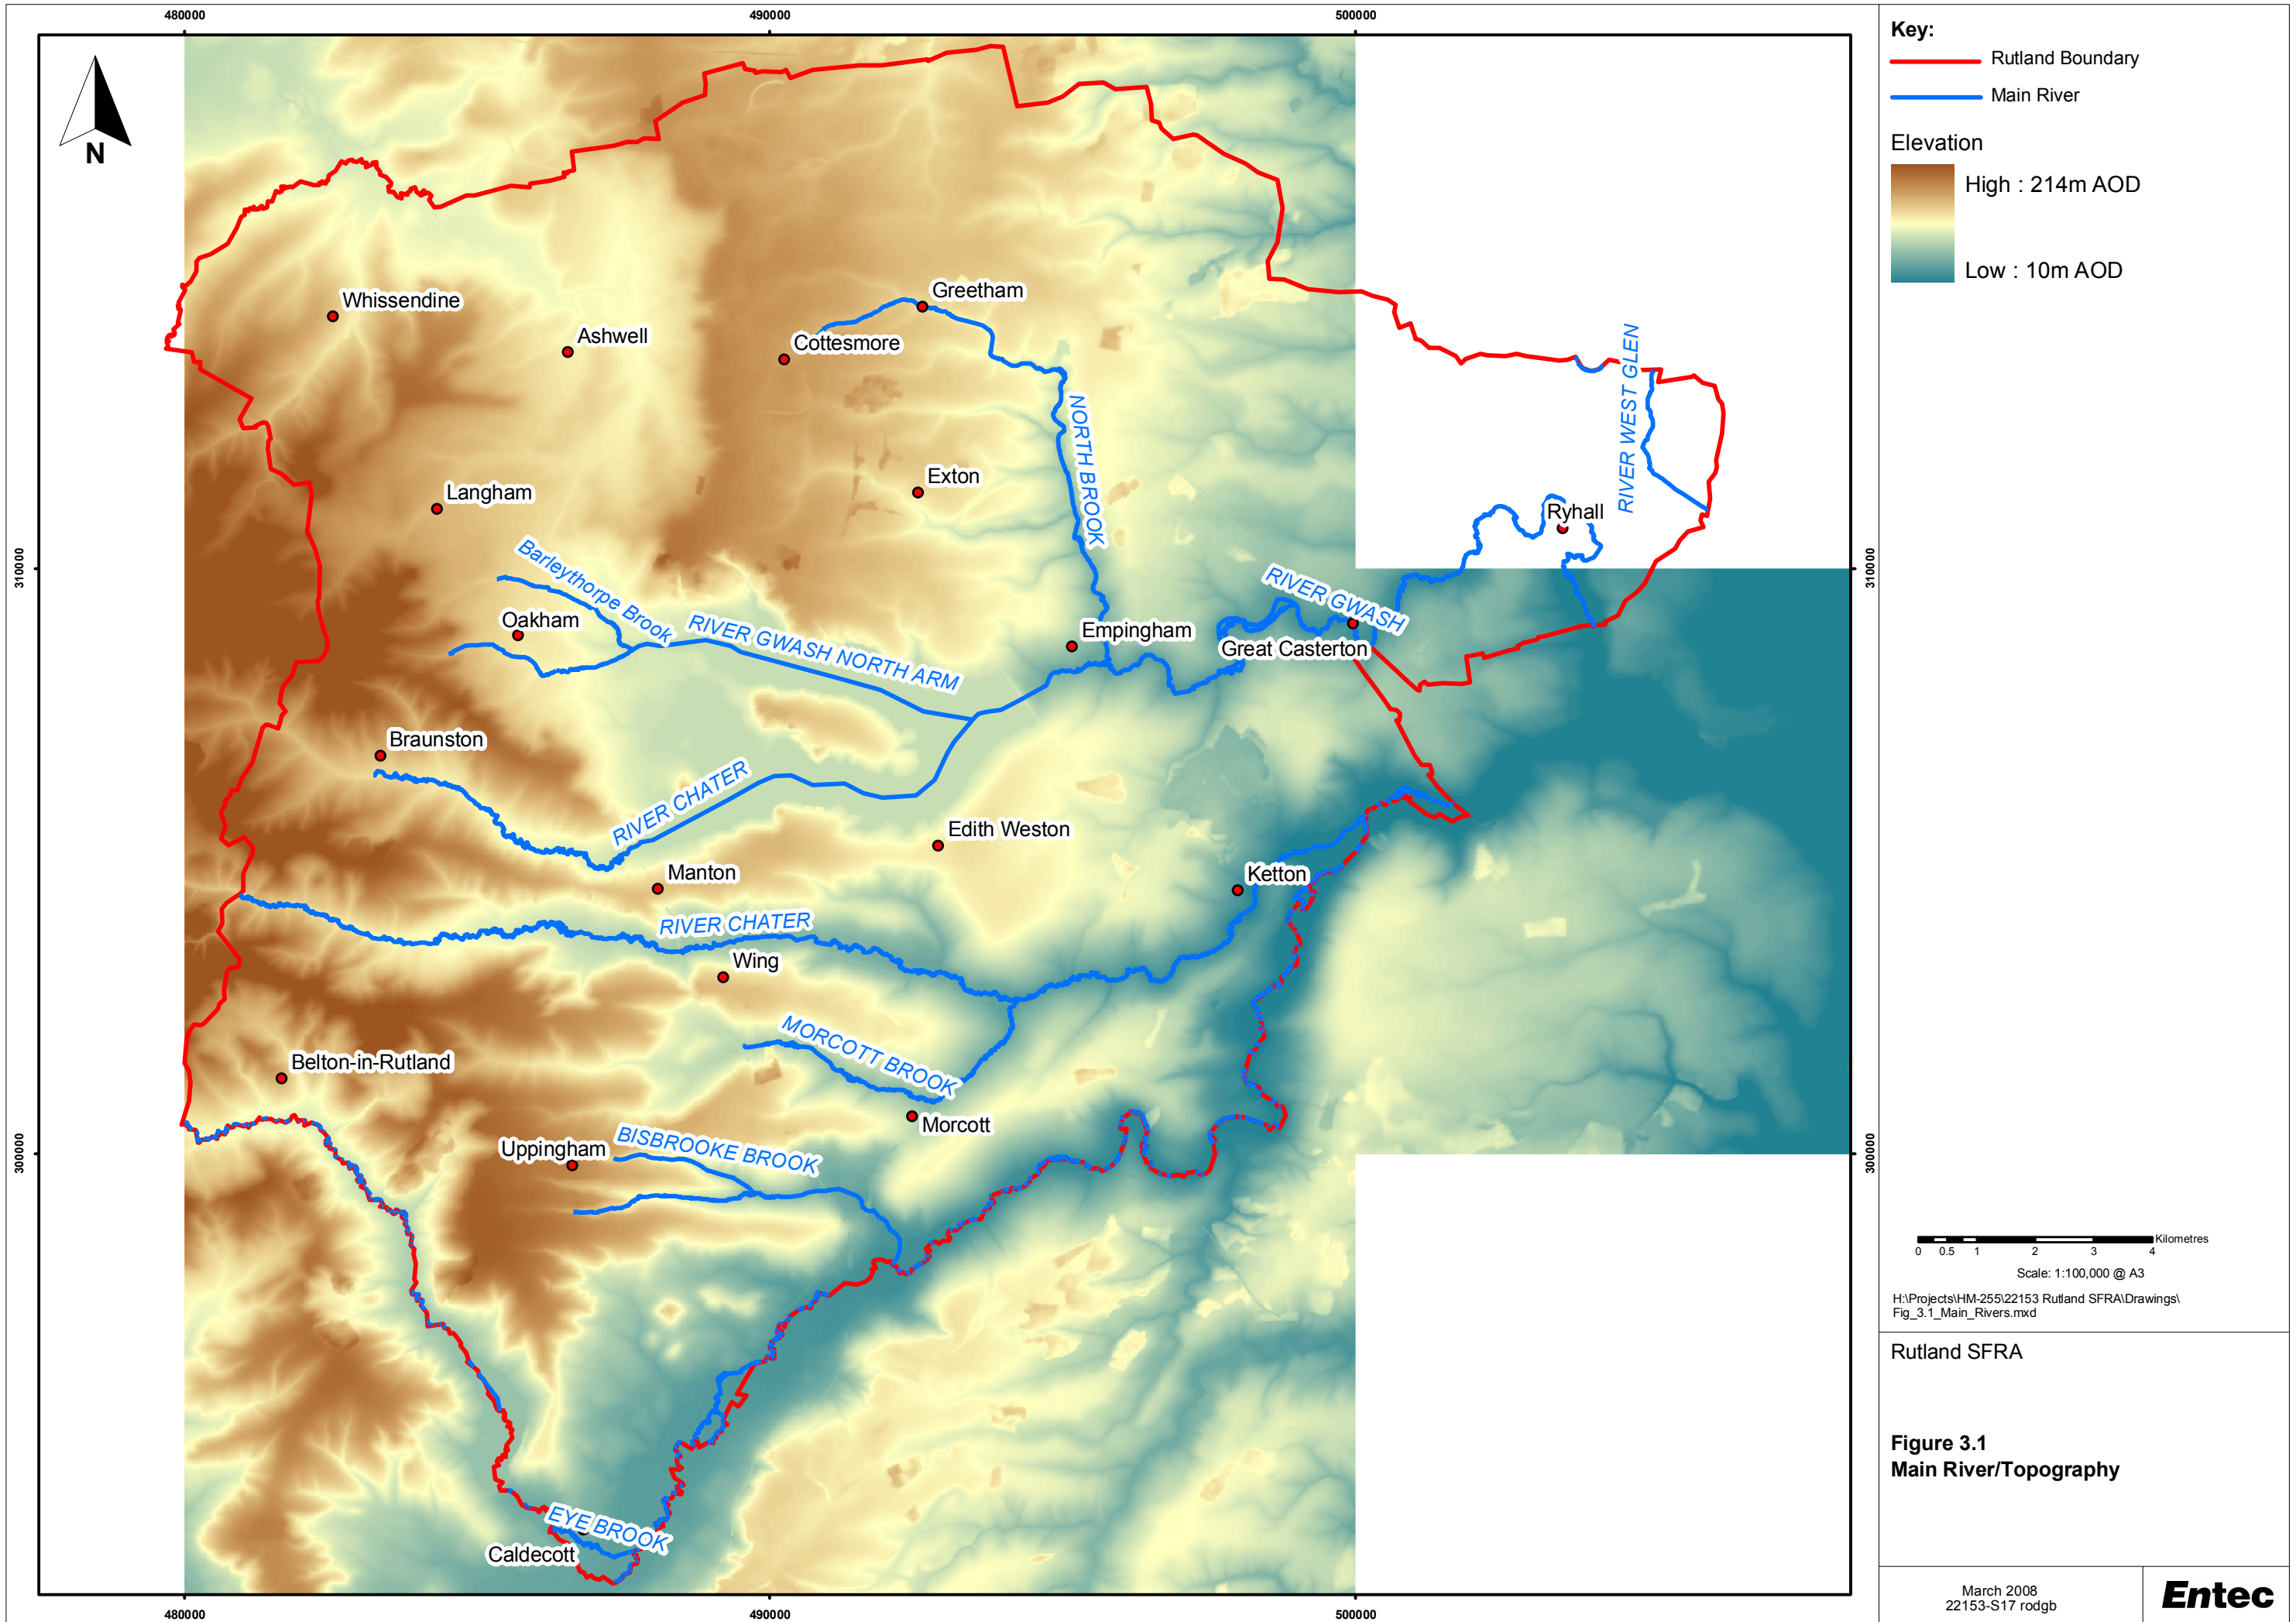 480000
490000
500000
310000
300000
310000
300000
480000
490000
500000
N
Whissendine
Ashwell
Greetham
Cottesmore
NORTH BROOK
Exton
Langham
Barleythorpe Brook
Oakham
RIVER GWASH NORTH ARM
Empingham
RIVER GWASH
Great Casterton
Ryhall
RIVER WEST GLEN
Braunston
RIVER CHATER
Edith Weston
Manton
Ketton
RIVER CHATER
Wing
MORCOTT BROOK
Belton-in-Rutland
Morcott
Uppingham
BISBROOKE BROOK
EYE BROOK
Caldecott
Key:
Rutland Boundary
Main River
Elevation
High : 214m AOD
Low : 10m AOD
Kilometres
0 0.5 1 2 3 4
Scale: 1:100,000 @ A3
H:\Projects\HM-255\22153 Rutland SFRA\Drawings\
Fig_3.1_Main_Rivers.mxd
Rutland SFRA
Figure 3.1
Main River/Topography
March 2008
22153-S17 rodgb
Entec